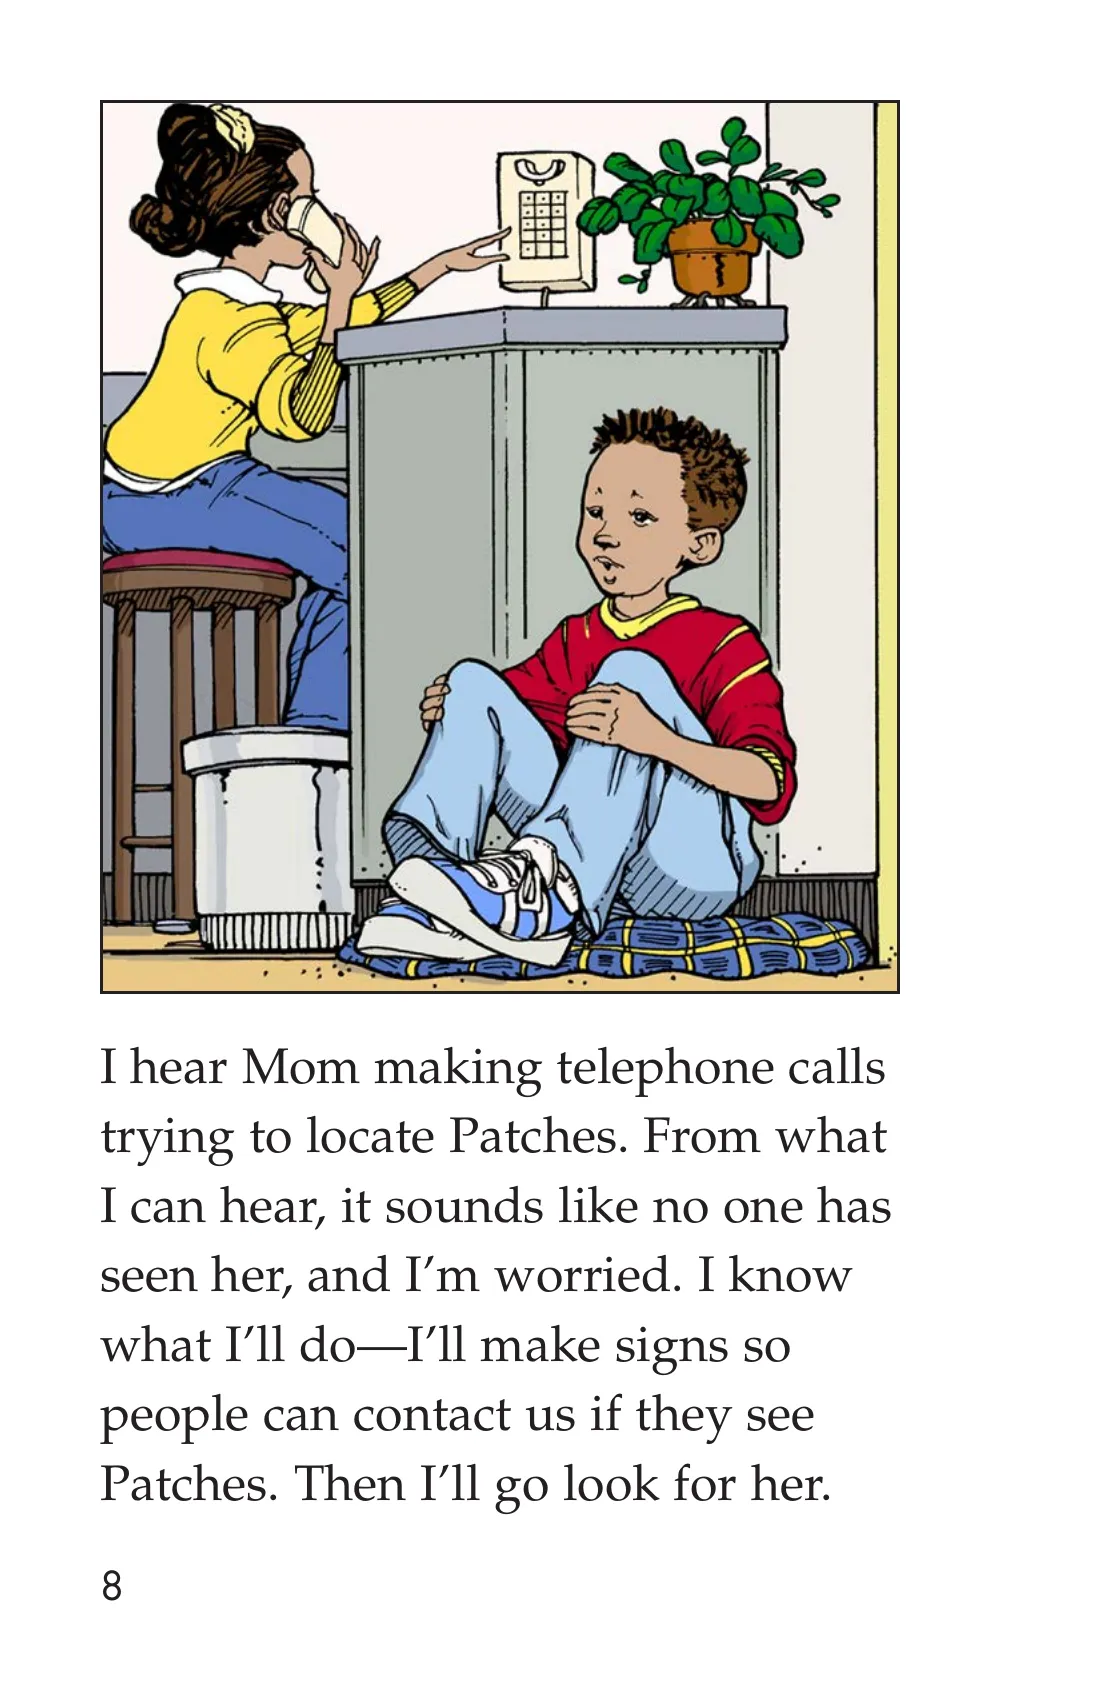 I hear Mom making telephone calls
trying to locate Patches. From what
I can hear, it sounds like no one has
seen her, and I’m worried. I know
what I’ll do—I’ll make signs so
people can contact us if they see
Patches. Then I’ll go look for her.
8